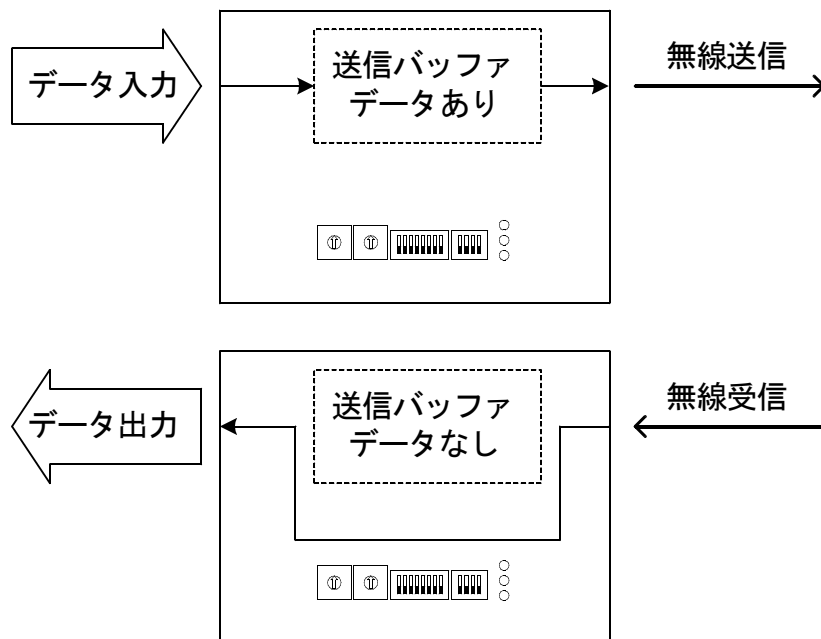 データ入力
送信バッファ
データあり
無線送信
データ出力
送信バッファ
データなし
無線受信